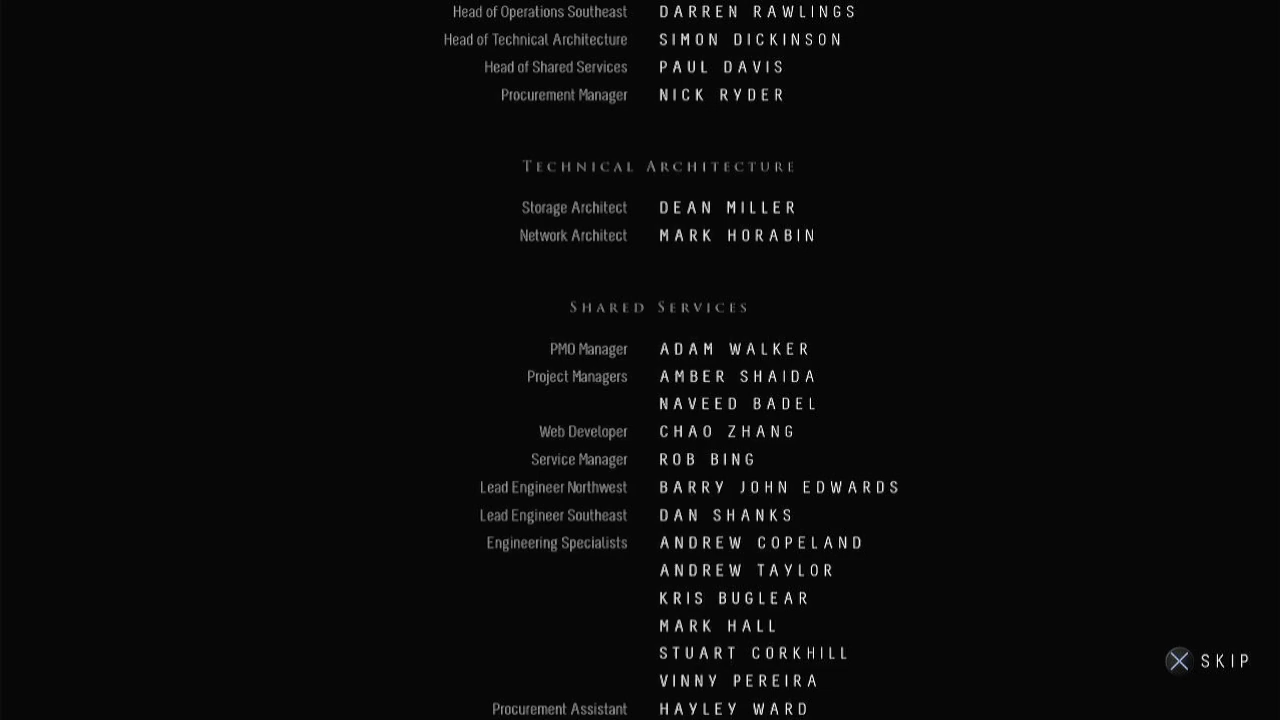 Head of Operations Southeast DARREN RAWLINGS
Head of Technical Architecture SIMON DICKINSON
Head of Shared Services PAUL DAVIS
Procurement Manager NICK RYDER
TECHNICAL ARCHITECTURE
Storage Architect DEAN MILLER
Network Architect MARK HORABIN
SHARED SERVICES
PMO Manager ADAM WALKER
Project Managers AMBER SHAIDA
NAVEED BADEL
Web Developer CHAO ZHANG
Service Manager ROB BING
Lead Engineer Northwest BARRY JOHN EDWARDS
Lead Engineer Southeast DAN SHANKS
Engineering Specialists ANDREW COPELAND
ANDREW TAYLOR
KRIS BUGLEAR
MARK HALL
STUART CORKHILL
SKIP
VINNY PEREIRA
Procurement Assistant HAYLEY WARD